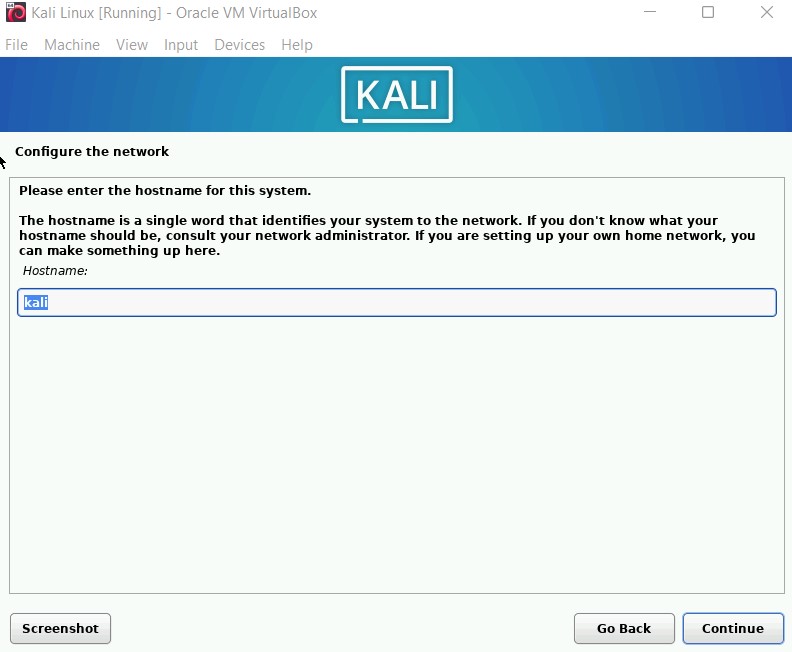 Kali Linux [Running] - Oracle VM VirtualBox
File Machine View Input Devices Help
KALI
Configure the network
Please enter the hostname for this system.
The hostname is a single word that identifies your system to the network. If you don't know what your
hostname should be, consult your network administrator. If you are setting up your own home network, you
can make something up here.
Hostname:
kali
Screenshot Go Back Continue